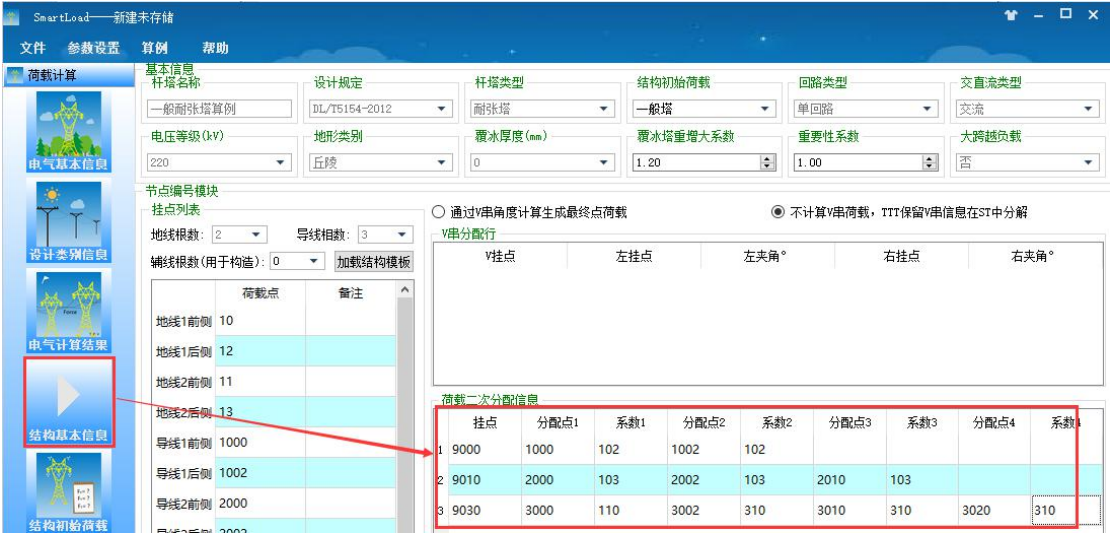 SmartLoad——新建未存储
文件 参数设置 算例 帮助
荷载计算
电气基本信息
设计类别信息
电气计算结果
结构基本信息
结构初始荷载
基本信息
杆塔名称 设计规定 杆塔类型 结构初始荷载 回路类型 交直流类型
一般耐张塔算例 DL/T5154-2012 耐张塔 一般塔 单回路 交流
电压等级(kV) 地形类别 覆冰厚度(mm) 覆冰塔重增大系数 重要性系数 大跨越负载
220 丘陵 0 1.20 1.00 否
节点编号模块
挂点列表
地线根数: 2 导线相数: 3
辅线根数(用于构造): 0 加载结构模板
荷载点 备注
地线1前侧 10
地线1后侧 12
地线2前侧 11
地线2后侧 13
导线1前侧 1000
导线1后侧 1002
导线2前侧 2000
导线2后侧 2002
通过V串角度计算生成最终点荷载 不计算V串荷载，TTT保留V串信息在ST中分解
V串分配行
V挂点 左挂点 左夹角° 右挂点 右夹角°
荷载二次分配信息
挂点 分配点1 系数1 分配点2 系数2 分配点3 系数3 分配点4 系数4
1 9000 1000 102 1002 102
2 9010 2000 103 2002 103 2010 103
3 9030 3000 110 3002 310 3010 310 3020 310